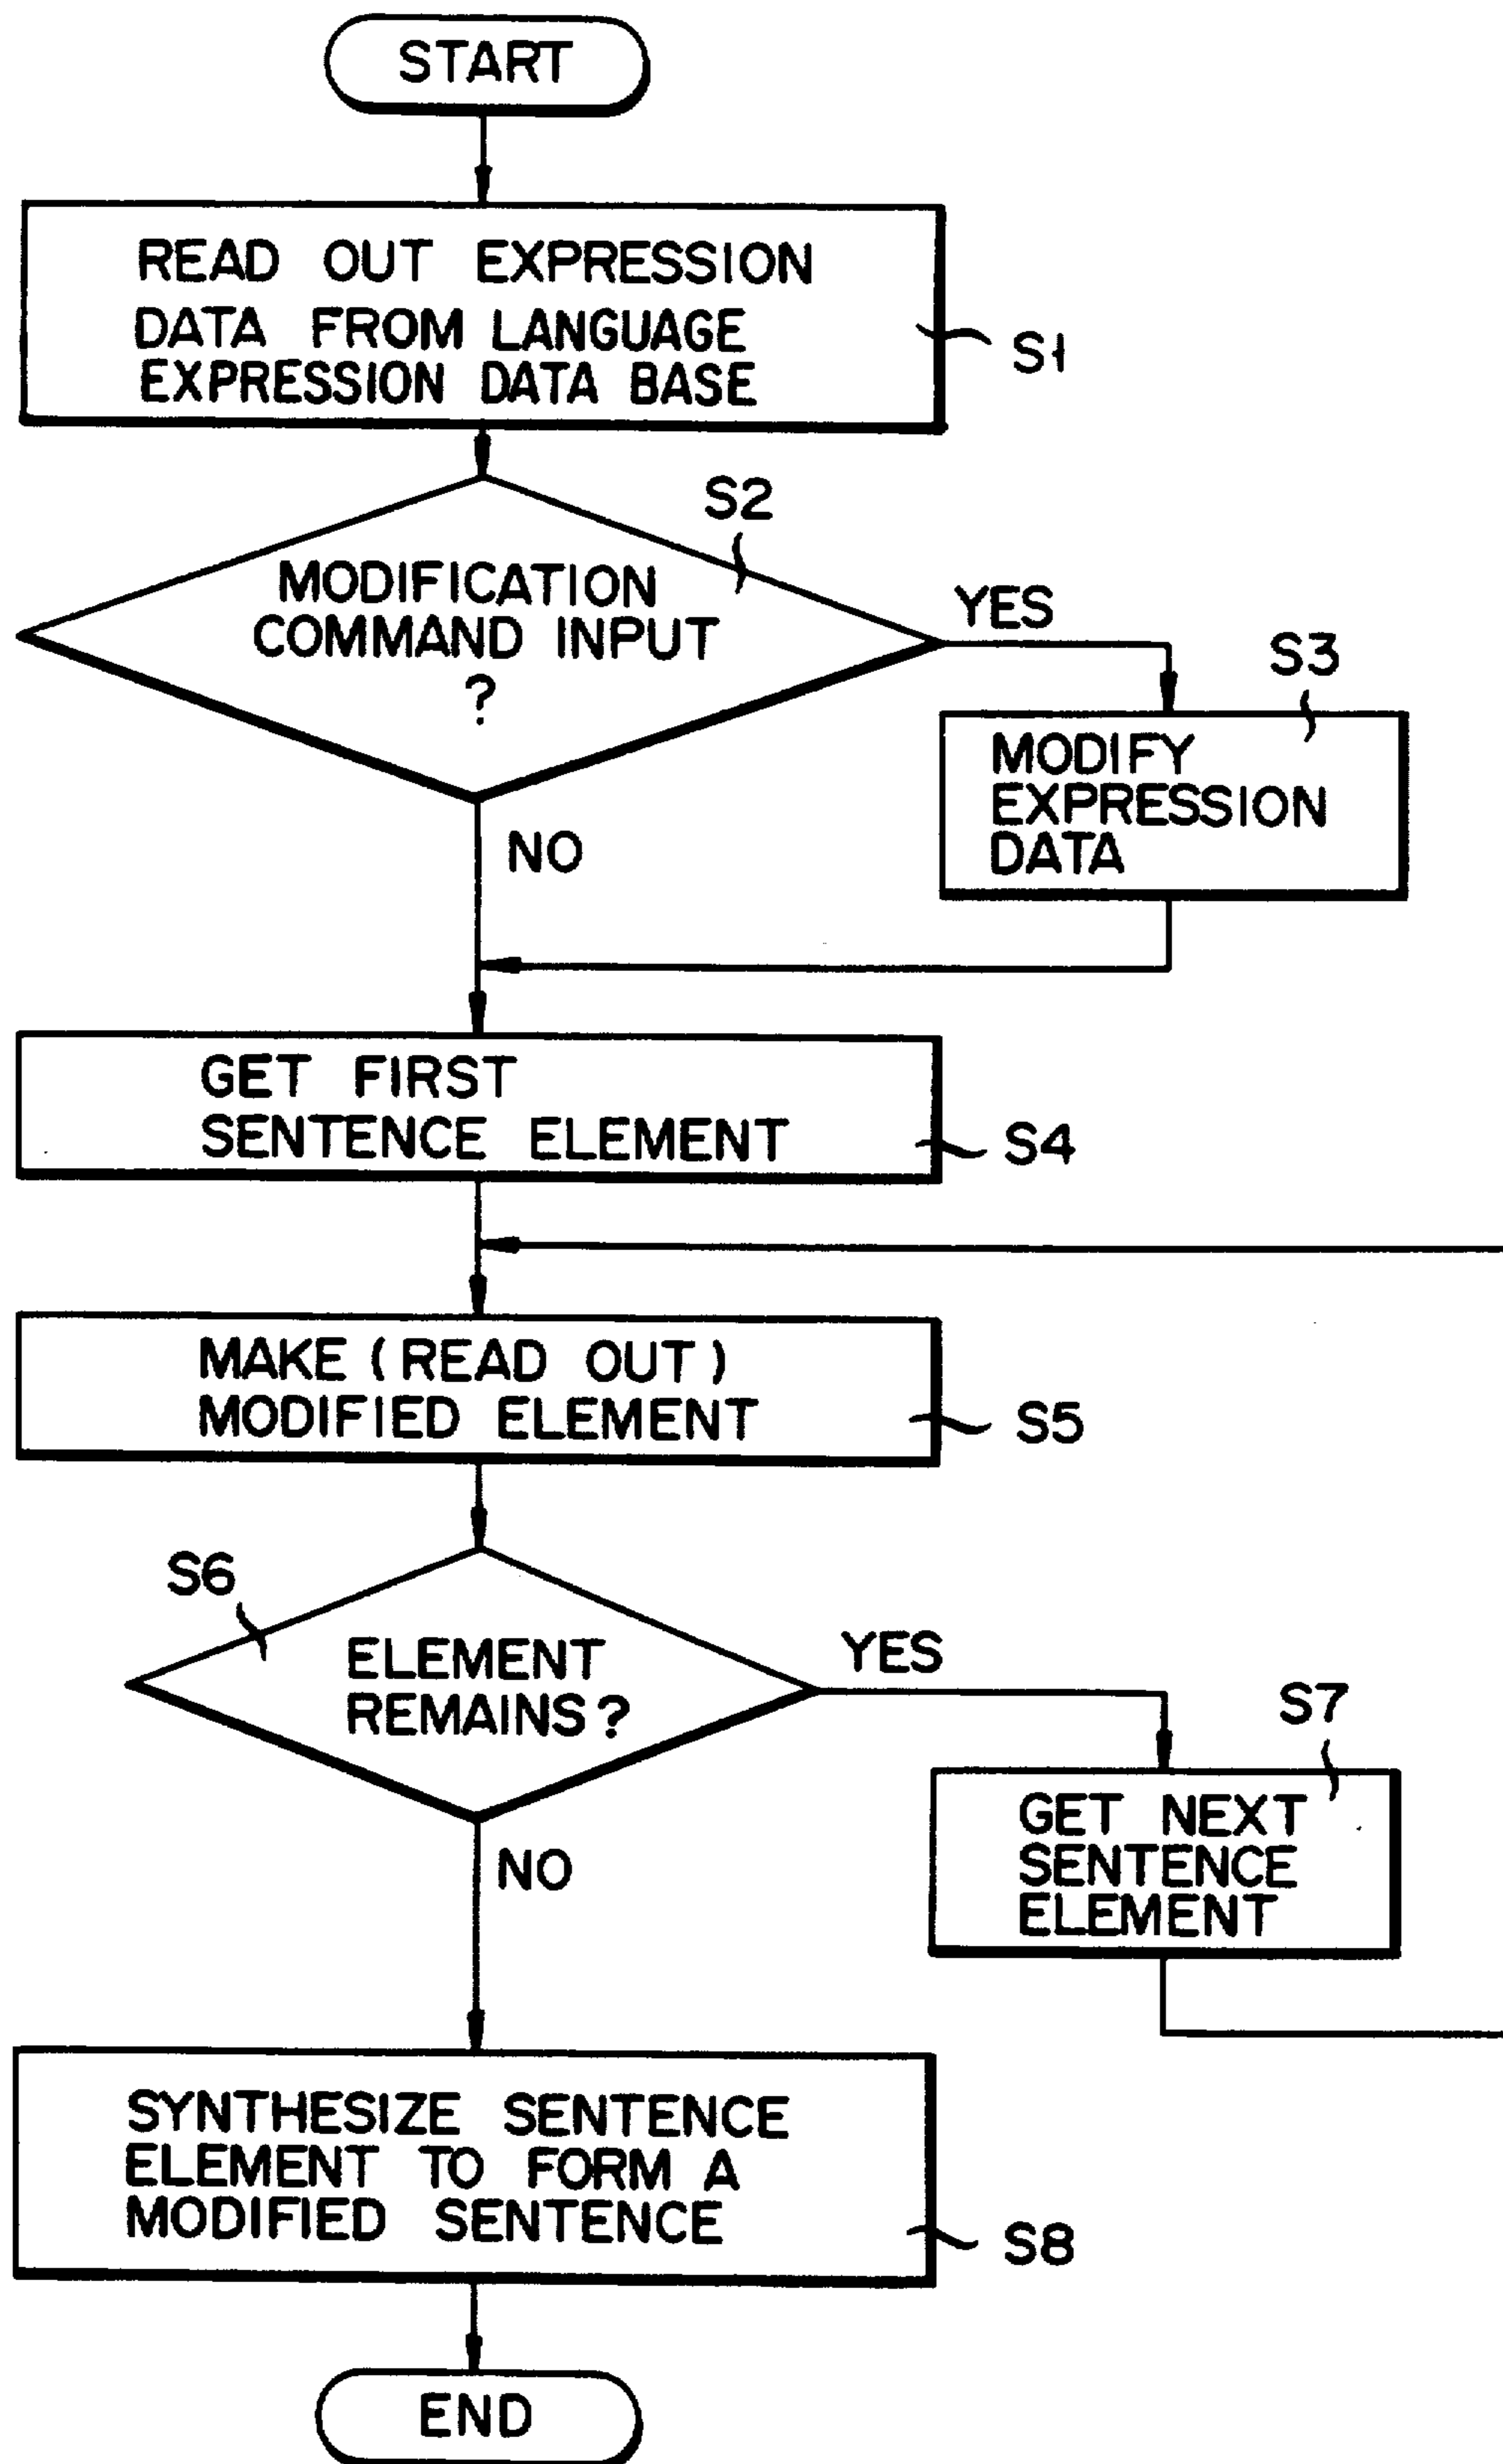 START
READ OUT EXPRESSION
DATA FROM LANGUAGE
EXPRESSION DATA BASE
S1
S2
MODIFICATION
COMMAND INPUT
?
YES
S3
MODIFY
EXPRESSION
DATA
NO
GET FIRST
SENTENCE ELEMENT
S4
MAKE (READ OUT)
MODIFIED ELEMENT
S5
S6
ELEMENT
REMAINS?
YES
S7
GET NEXT
SENTENCE
ELEMENT
NO
SYNTHESIZE SENTENCE
ELEMENT TO FORM A
MODIFIED SENTENCE
S8
END